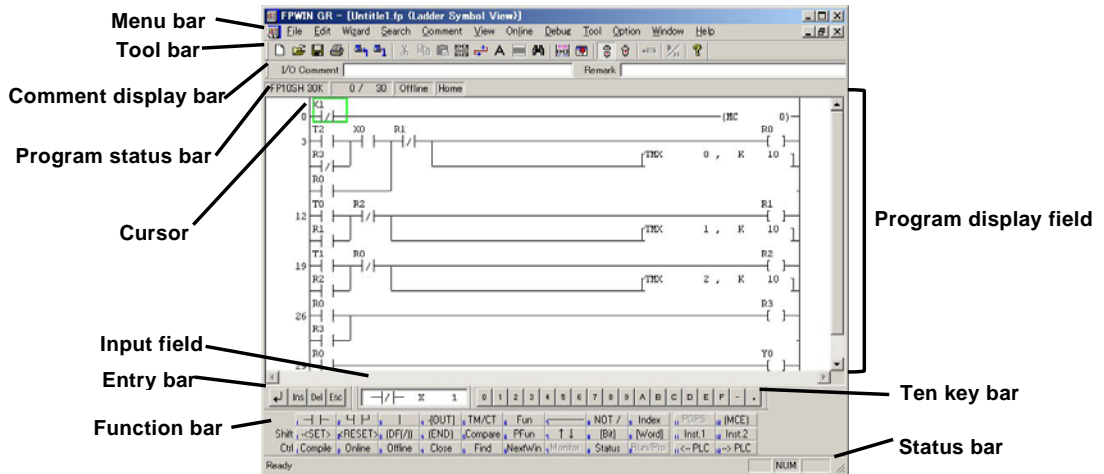 Menu bar
Tool bar
Comment display bar
Program status bar
Cursor
Input field
Entry bar
Function bar
Program display field
Ten key bar
Status bar
FPWIN GR - [Untitle1.fp (Ladder Symbol View)]
File Edit Wizard Search Comment View Online Debug Tool Option Window Help
I/O Comment Remark
FP10SH 30K 0 / 30 Offline Home
X1
0 (MC 0)
T2 X0 R1 R0
3 TMX 0 , K 10
R3
R0
T0 R2 R1
12
R1 TMX 1 , K 10
T1 R0 R2
19
R2 TMX 2 , K 10
R0 R3
26
R3
R0 Y0
29
Ins Del Esc X 1 0 1 2 3 4 5 6 7 8 9 A B C D E F - .
-[OUT] TM/CT Fun NOT / Index PGPS (MCE)
Shift -<SET> <RESET> (DF(/)) (END) Compare PFun ↑ ↓ [Bit] [Word] Inst.1 Inst.2
Ctrl Compile Online Offline Close Find NextWin Monitor Status Run/Pro <-- PLC --> PLC
Ready NUM